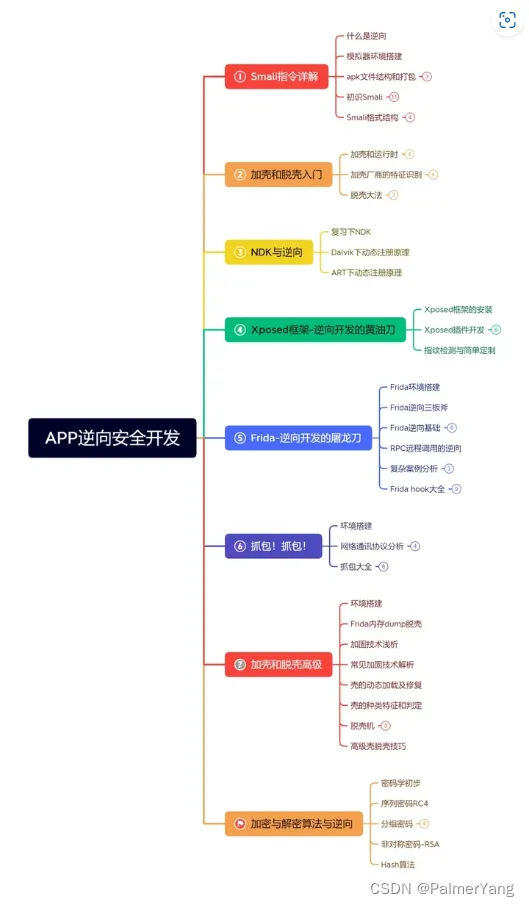 APP逆向安全开发
① Smali指令详解
什么是逆向
模拟器环境搭建
apk文件结构和打包 3
初识Smali 11
Smali格式结构 4
② 加壳和脱壳入门
加壳和运行时 4
加壳厂商的特征识别 4
脱壳大法
③ NDK与逆向
复习下NDK
Dalvik下动态注册原理
ART下动态注册原理
④ Xposed框架-逆向开发的黄油刀
Xposed框架的安装
Xposed插件开发 8
指纹检测与简单定制
⑤ Frida-逆向开发的屠龙刀
Frida环境搭建
Frida逆向三板斧
Frida逆向基础 8
RPC远程调用的逆向
复杂案例分析
Frida hook大全 9
⑥ 抓包！抓包！
环境搭建
网络通讯协议分析 4
抓包大全 8
⑦ 加壳和脱壳高级
环境搭建
Frida内存dump脱壳
加固技术浅析
常见加固技术解析
壳的动态加载及修复
壳的种类特征和判定
脱壳机 3
高级壳脱壳技巧
加密与解密算法与逆向
密码学初步
序列密码RC4
分组密码 4
非对称密码-RSA
Hash算法
CSDN @PalmerYang